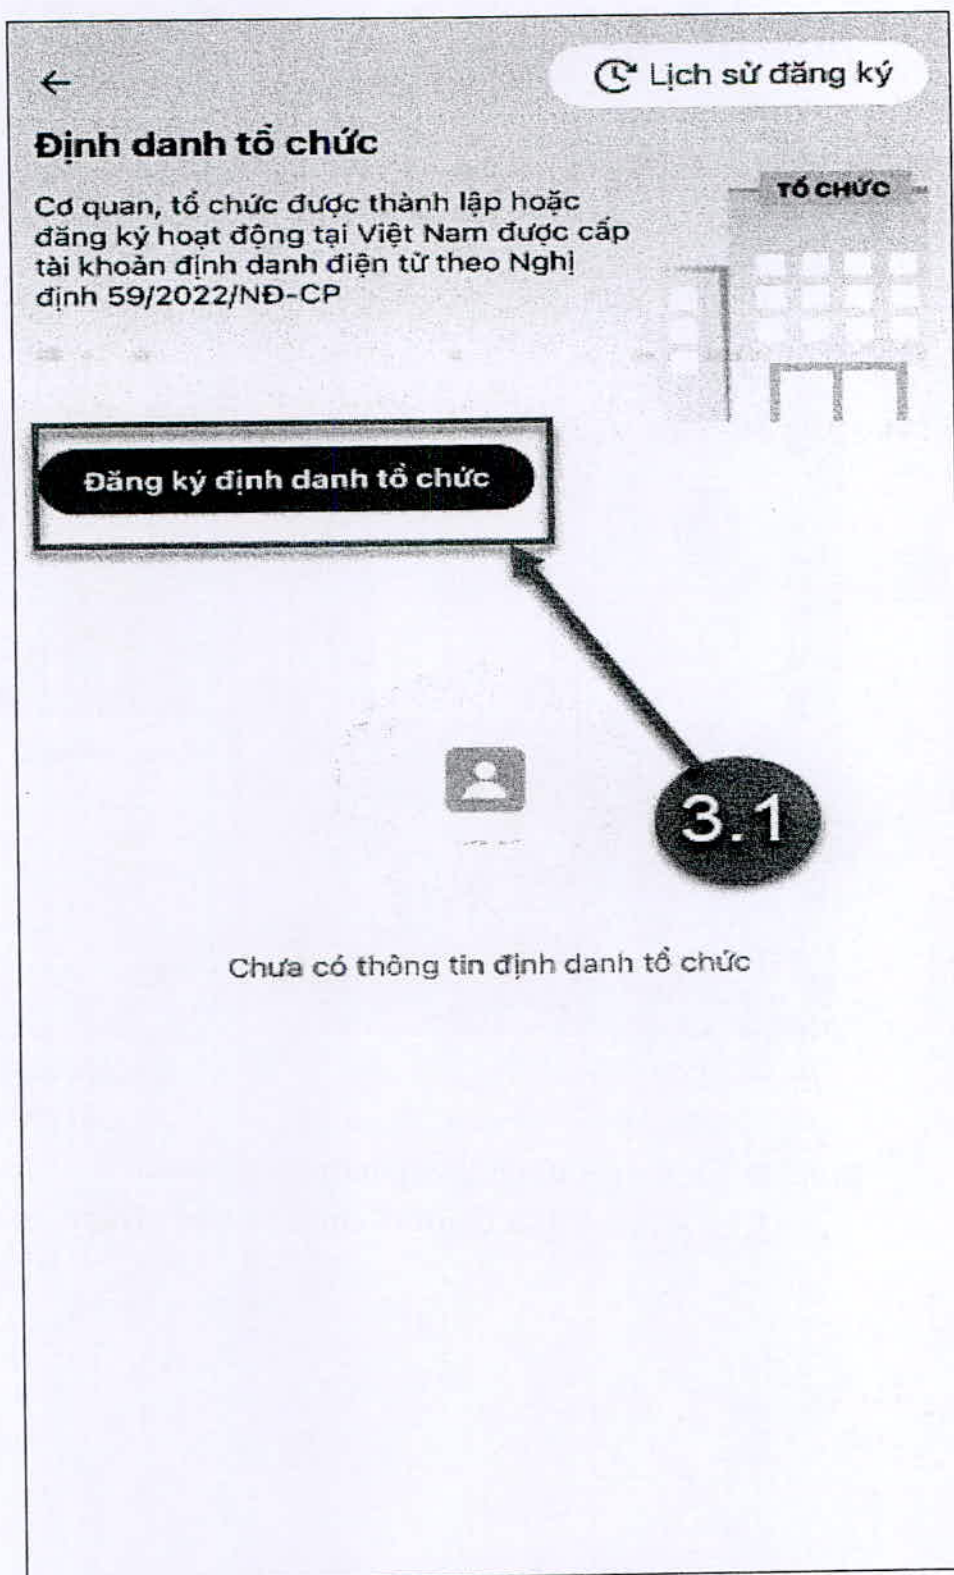 Lịch sử đăng ký
Định danh tổ chức
Cơ quan, tổ chức được thành lập hoặc
đăng ký hoạt động tại Việt Nam được cấp
tài khoản định danh điện tử theo Nghị
định 59/2022/NĐ-CP
TỔ CHỨC
Đăng ký định danh tổ chức
3.1
Chưa có thông tin định danh tổ chức